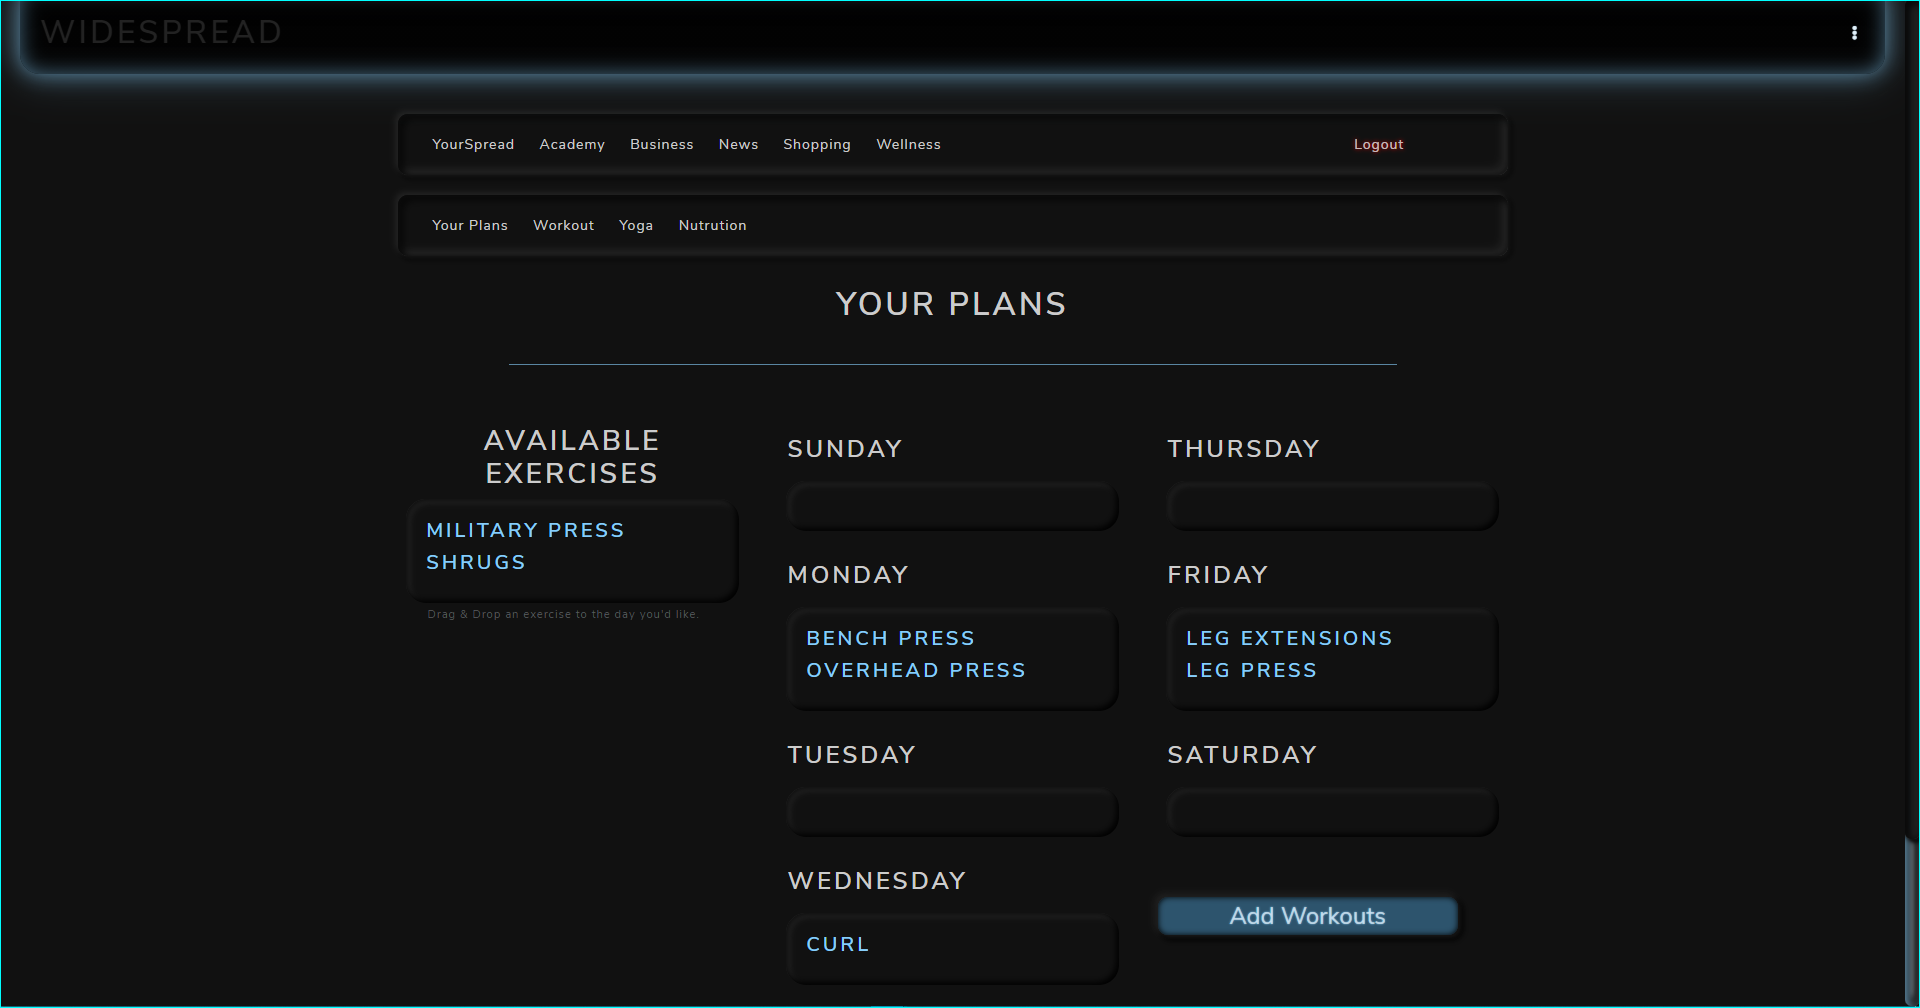 WIDESPREAD
YourSpread Academy Business News Shopping Wellness Logout
Your Plans Workout Yoga Nutrution
YOUR PLANS
AVAILABLE
EXERCISES
MILITARY PRESS
SHRUGS
Drag & Drop an exercise to the day you'd like.
SUNDAY
MONDAY
BENCH PRESS
OVERHEAD PRESS
TUESDAY
WEDNESDAY
CURL
THURSDAY
FRIDAY
LEG EXTENSIONS
LEG PRESS
SATURDAY
Add Workouts